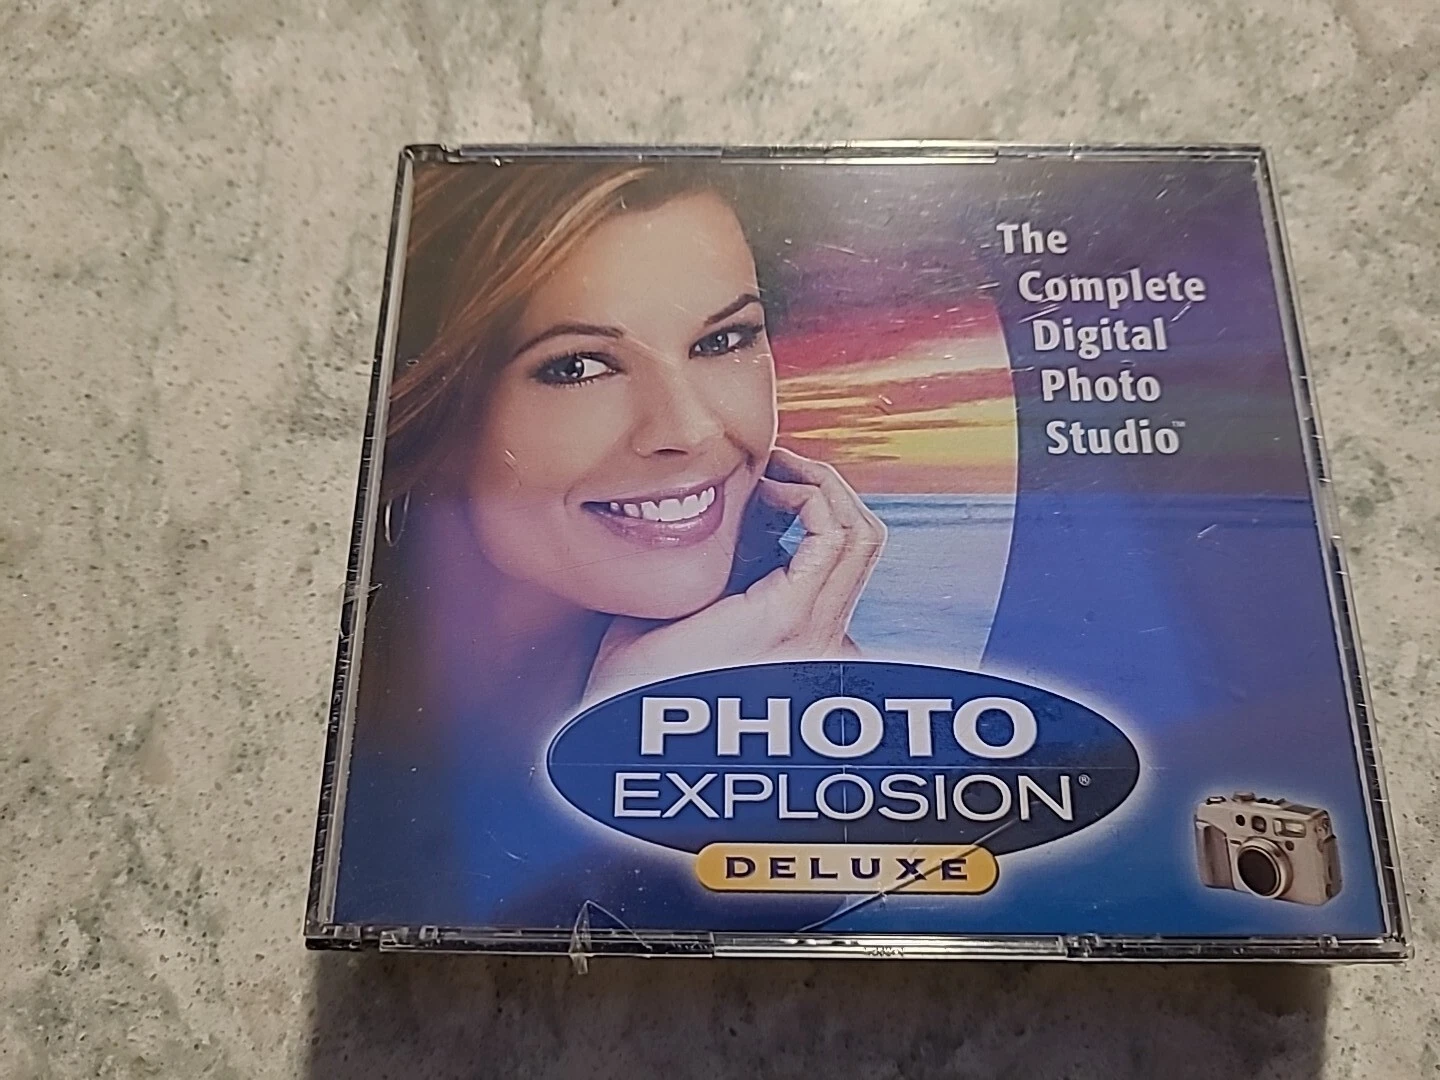 The
Complete
Digital
Photo
Studio™
PHOTO
EXPLOSION®
DELUXE